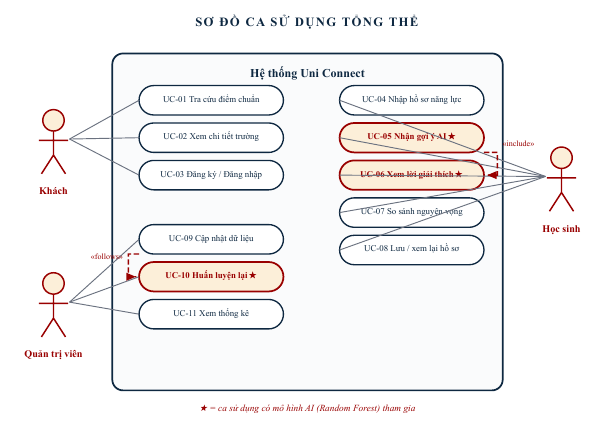 SƠ ĐỒ CA SỬ DỤNG TỔNG THỂ
Hệ thống Uni Connect
UC-01 Tra cứu điểm chuẩn
UC-02 Xem chi tiết trường
UC-03 Đăng ký / Đăng nhập
UC-04 Nhập hồ sơ năng lực
UC-05 Nhận gợi ý AI★
«include»
UC-06 Xem lời giải thích★
UC-07 So sánh nguyện vọng
UC-08 Lưu / xem lại hồ sơ
Khách
Học sinh
UC-09 Cập nhật dữ liệu
«follows»
UC-10 Huấn luyện lại★
UC-11 Xem thống kê
Quản trị viên
★ = ca sử dụng có mô hình AI (Random Forest) tham gia